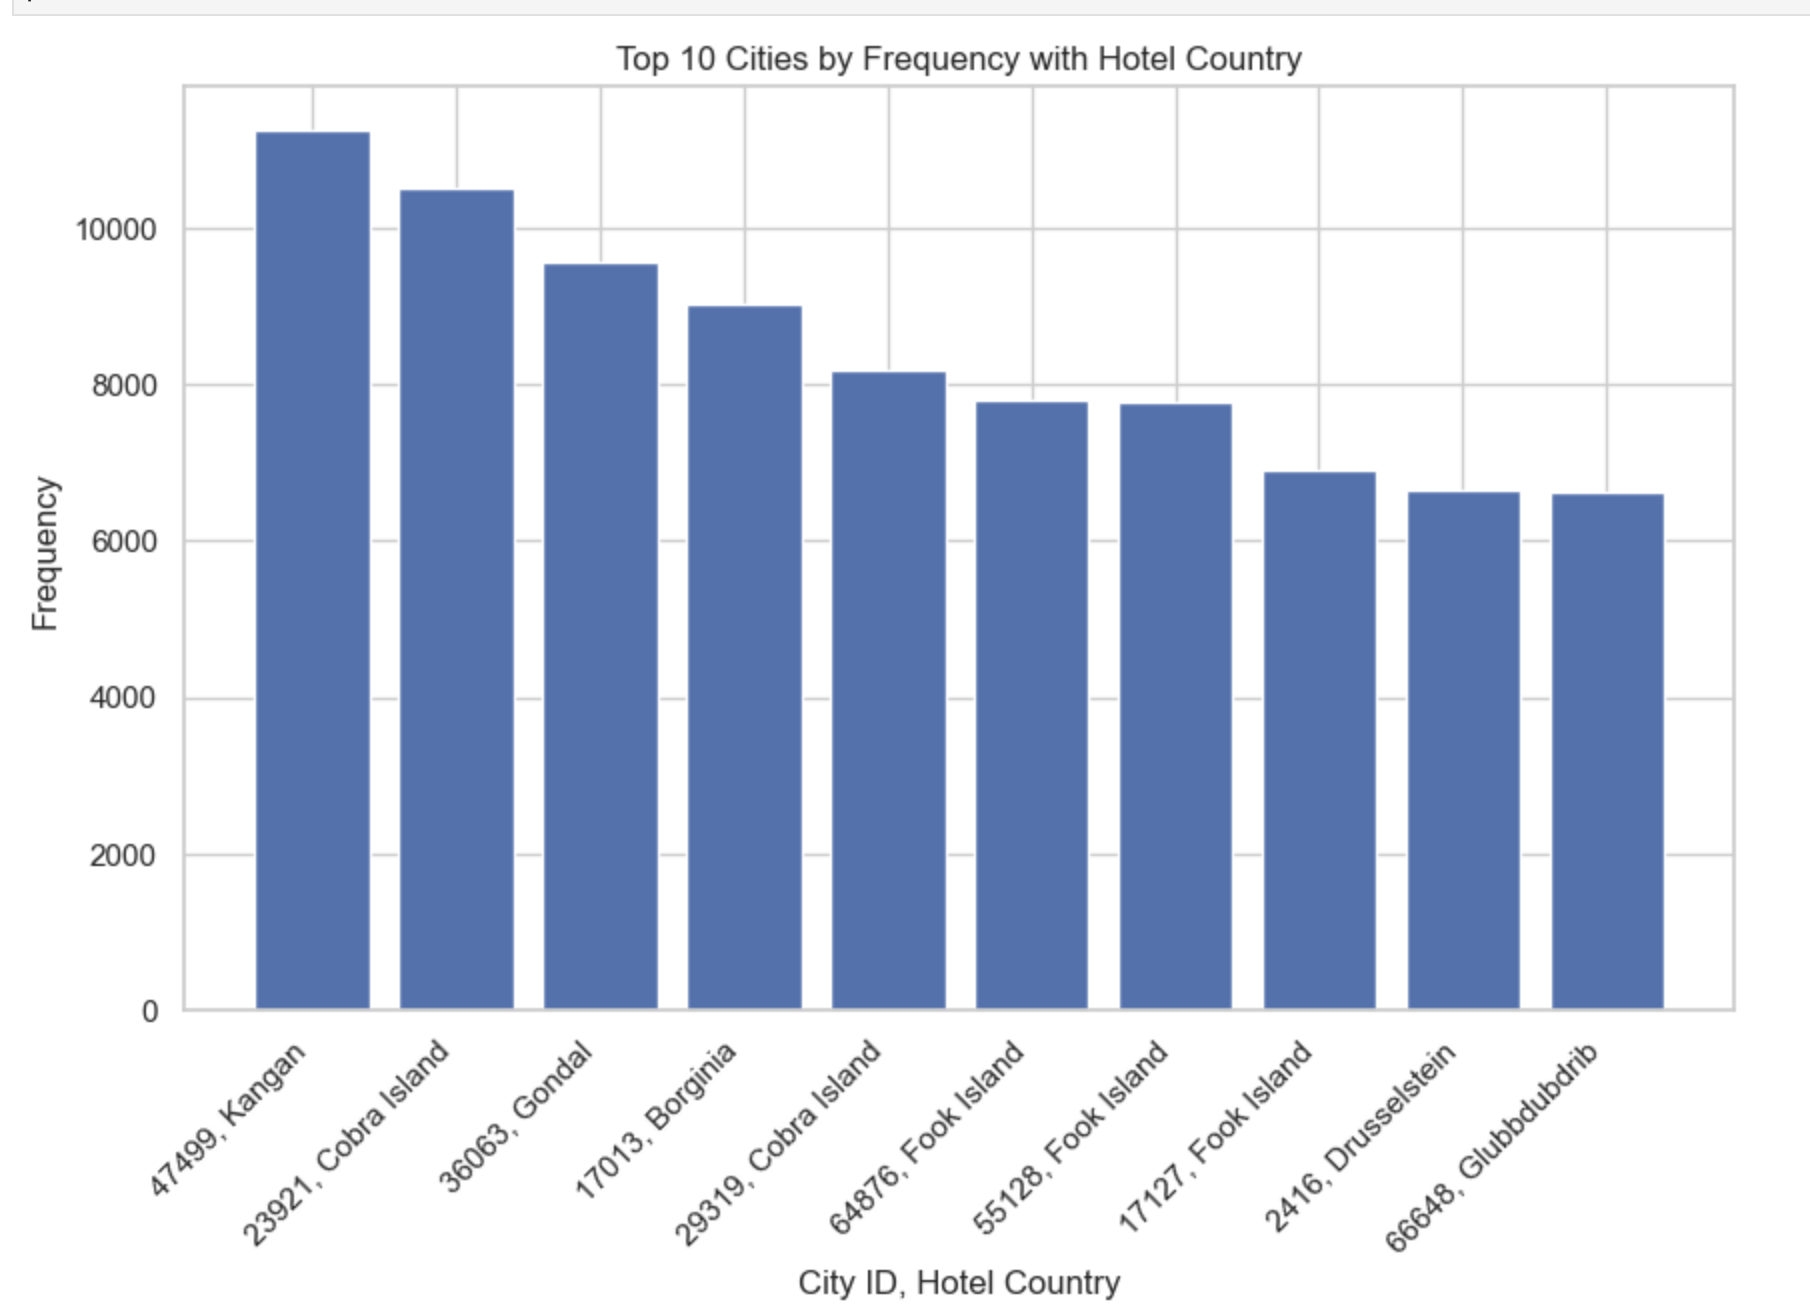 Top 10 Cities by Frequency with Hotel Country
10000
8000
6000
4000
2000
0
Frequency
47499, Kangan
23921, Cobra Island
36063, Gondal
17013, Borginia
29319, Cobra Island
64876, Fook Island
55128, Fook Island
17127, Fook Island
2416, Drusselstein
66648, Glubbdubdrib
City ID, Hotel Country